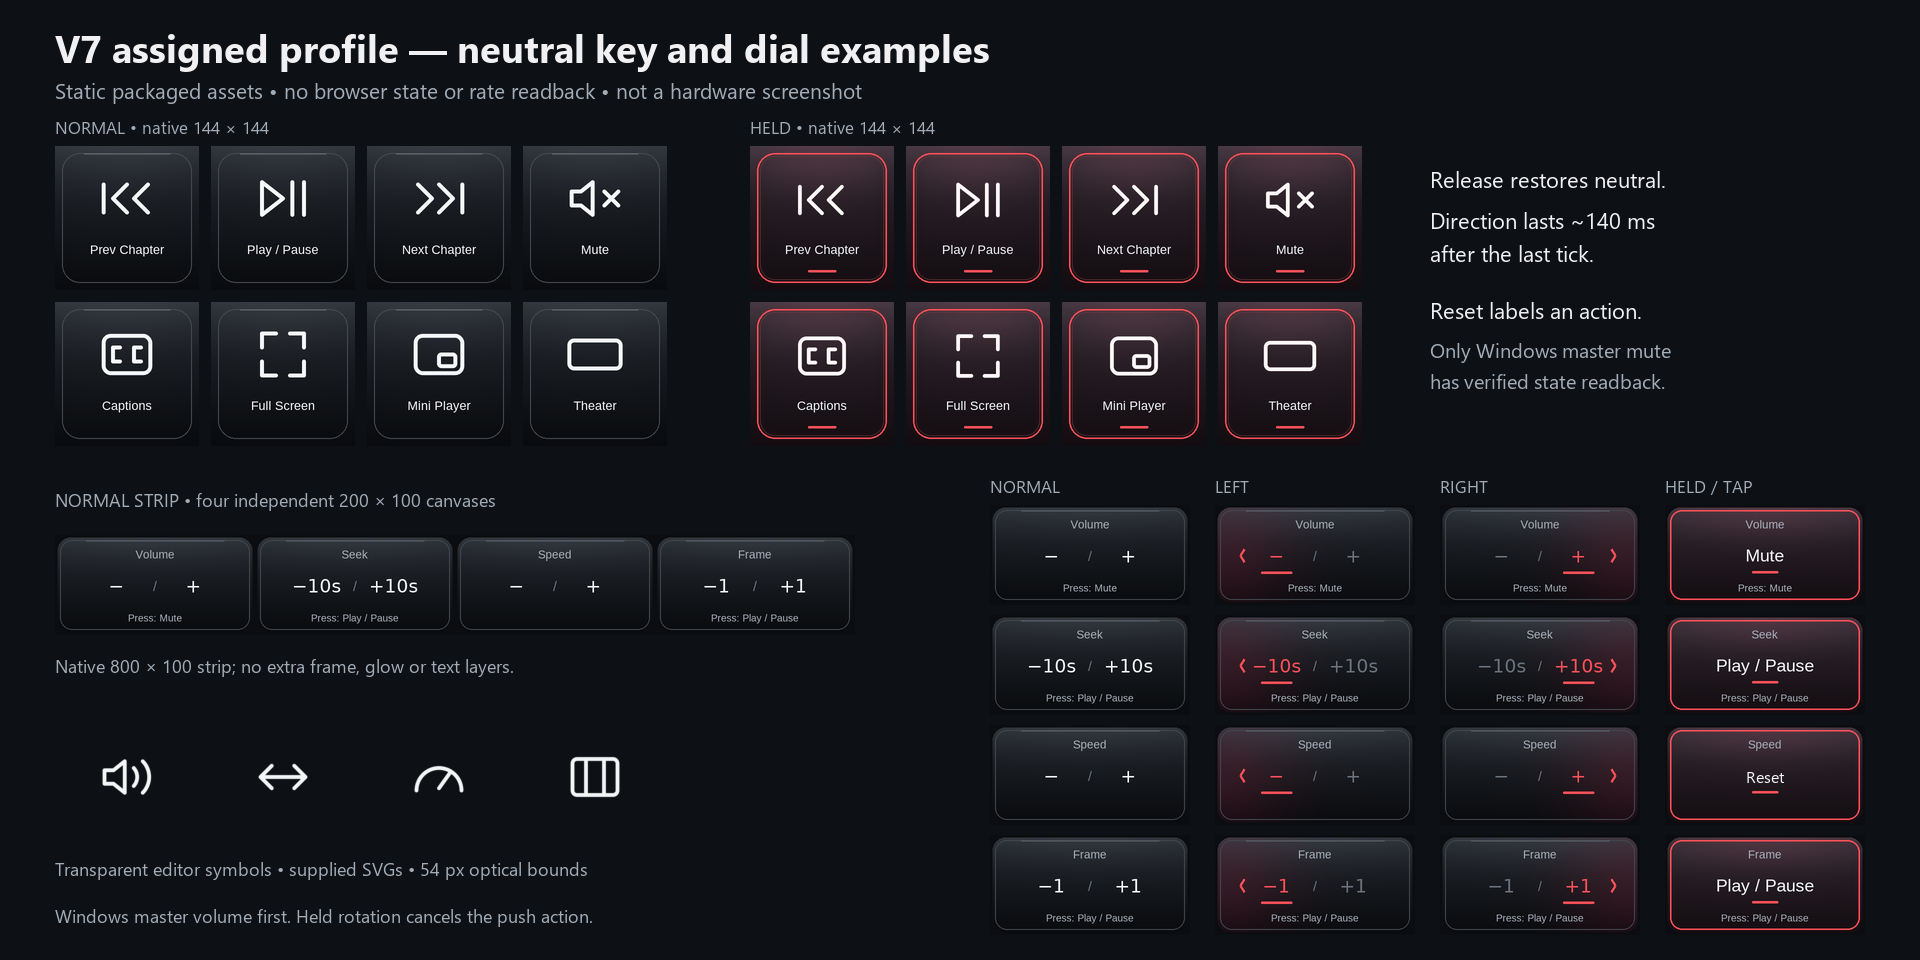 V7 assigned profile — neutral key and dial examples
Static packaged assets • no browser state or rate readback • not a hardware screenshot
NORMAL • native 144 × 144
Prev Chapter
Play / Pause
Next Chapter
Mute
Captions
Full Screen
Mini Player
Theater
HELD • native 144 × 144
Prev Chapter
Play / Pause
Next Chapter
Mute
Captions
Full Screen
Mini Player
Theater
Release restores neutral.
Direction lasts ~140 ms
after the last tick.
Reset labels an action.
Only Windows master mute
has verified state readback.
NORMAL STRIP • four independent 200 × 100 canvases
Volume
− / +
Press: Mute
Seek
−10s / +10s
Press: Play / Pause
Speed
− / +
Frame
−1 / +1
Press: Play / Pause
Native 800 × 100 strip; no extra frame, glow or text layers.
Transparent editor symbols • supplied SVGs • 54 px optical bounds
Windows master volume first. Held rotation cancels the push action.
NORMAL
LEFT
RIGHT
HELD / TAP
Volume
− / +
Press: Mute
Volume
‹ − / +
Press: Mute
Volume
− / + ›
Press: Mute
Volume
Mute
Press: Mute
Seek
−10s / +10s
Press: Play / Pause
Seek
‹ −10s / +10s
Press: Play / Pause
Seek
−10s / +10s ›
Press: Play / Pause
Seek
Play / Pause
Press: Play / Pause
Speed
− / +
Speed
‹ − / +
Speed
− / + ›
Speed
Reset
Frame
−1 / +1
Press: Play / Pause
Frame
‹ −1 / +1
Press: Play / Pause
Frame
−1 / +1 ›
Press: Play / Pause
Frame
Play / Pause
Press: Play / Pause